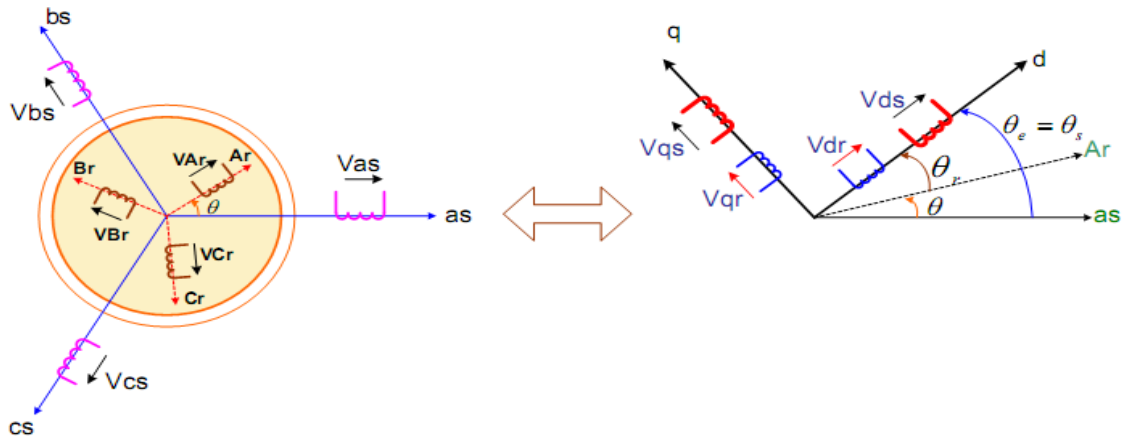 bs
Vbs
Br
VBr
VAr
Ar
θ
VCr
Cr
Vas
as
Vcs
cs
q
Vqs
Vqr
d
Vds
Vdr
θe = θs
Ar
θr
θ
as